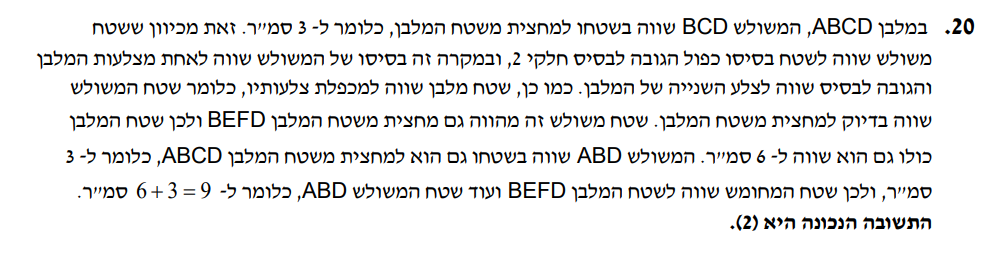 20. במלבן ABCD, המשולש BCD שווה בשטחו למחצית משטח המלבן, כלומר ל- 3 סמ״ר. זאת מכיוון ששטח
משולש שווה לשטח בסיסו כפול הגובה לבסיס חלקי 2, ובמקרה זה בסיסו של המשולש שווה לאחת מצלעות המלבן
והגובה לבסיס שווה לצלע השנייה של המלבן. כמו כן, שטח מלבן שווה למכפלת צלעותיו, כלומר שטח המשולש
שווה בדיוק למחצית משטח המלבן. שטח משולש זה מהווה גם מחצית משטח המלבן BEFD ולכן שטח המלבן
כולו גם הוא שווה ל- 6 סמ״ר. המשולש ABD שווה בשטחו גם הוא למחצית משטח המלבן ABCD, כלומר ל- 3
סמ״ר, ולכן שטח המחומש שווה לשטח המלבן BEFD ועוד שטח המשולש ABD, כלומר ל- 6+3=9 סמ״ר.
התשובה הנכונה היא (2).